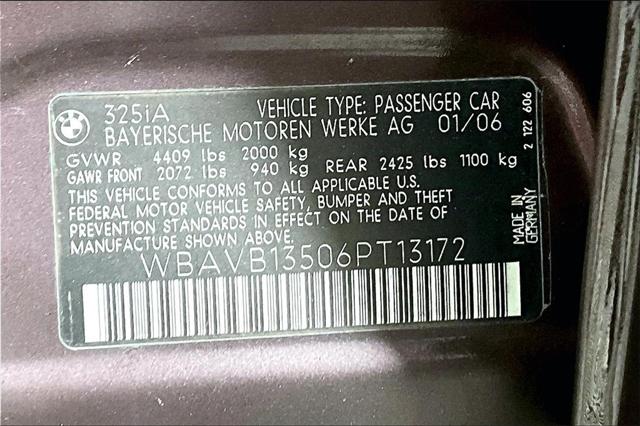 BMW
325iA VEHICLE TYPE: PASSENGER CAR
BAYERISCHE MOTOREN WERKE AG 01/06
GVWR 4409 lbs 2000 kg
GAWR FRONT 2072 lbs 940 kg REAR 2425 lbs 1100 kg
THIS VEHICLE CONFORMS TO ALL APPLICABLE U.S.
FEDERAL MOTOR VEHICLE SAFETY, BUMPER AND THEFT
PREVENTION STANDARDS IN EFFECT ON THE DATE OF
MANUFACTURE SHOWN ABOVE.
WBAVB13506PT13172
2 122 606
MADE IN
GERMANY